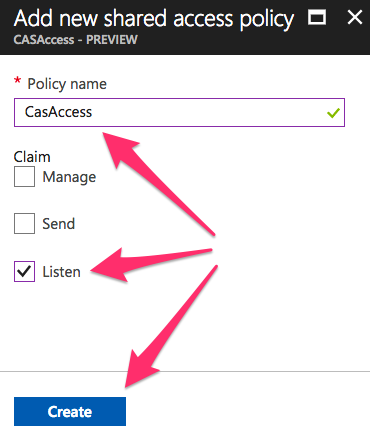 Add new shared access policy
CASAccess - PREVIEW
* Policy name
CasAccess
Claim
Manage
Send
Listen
Create